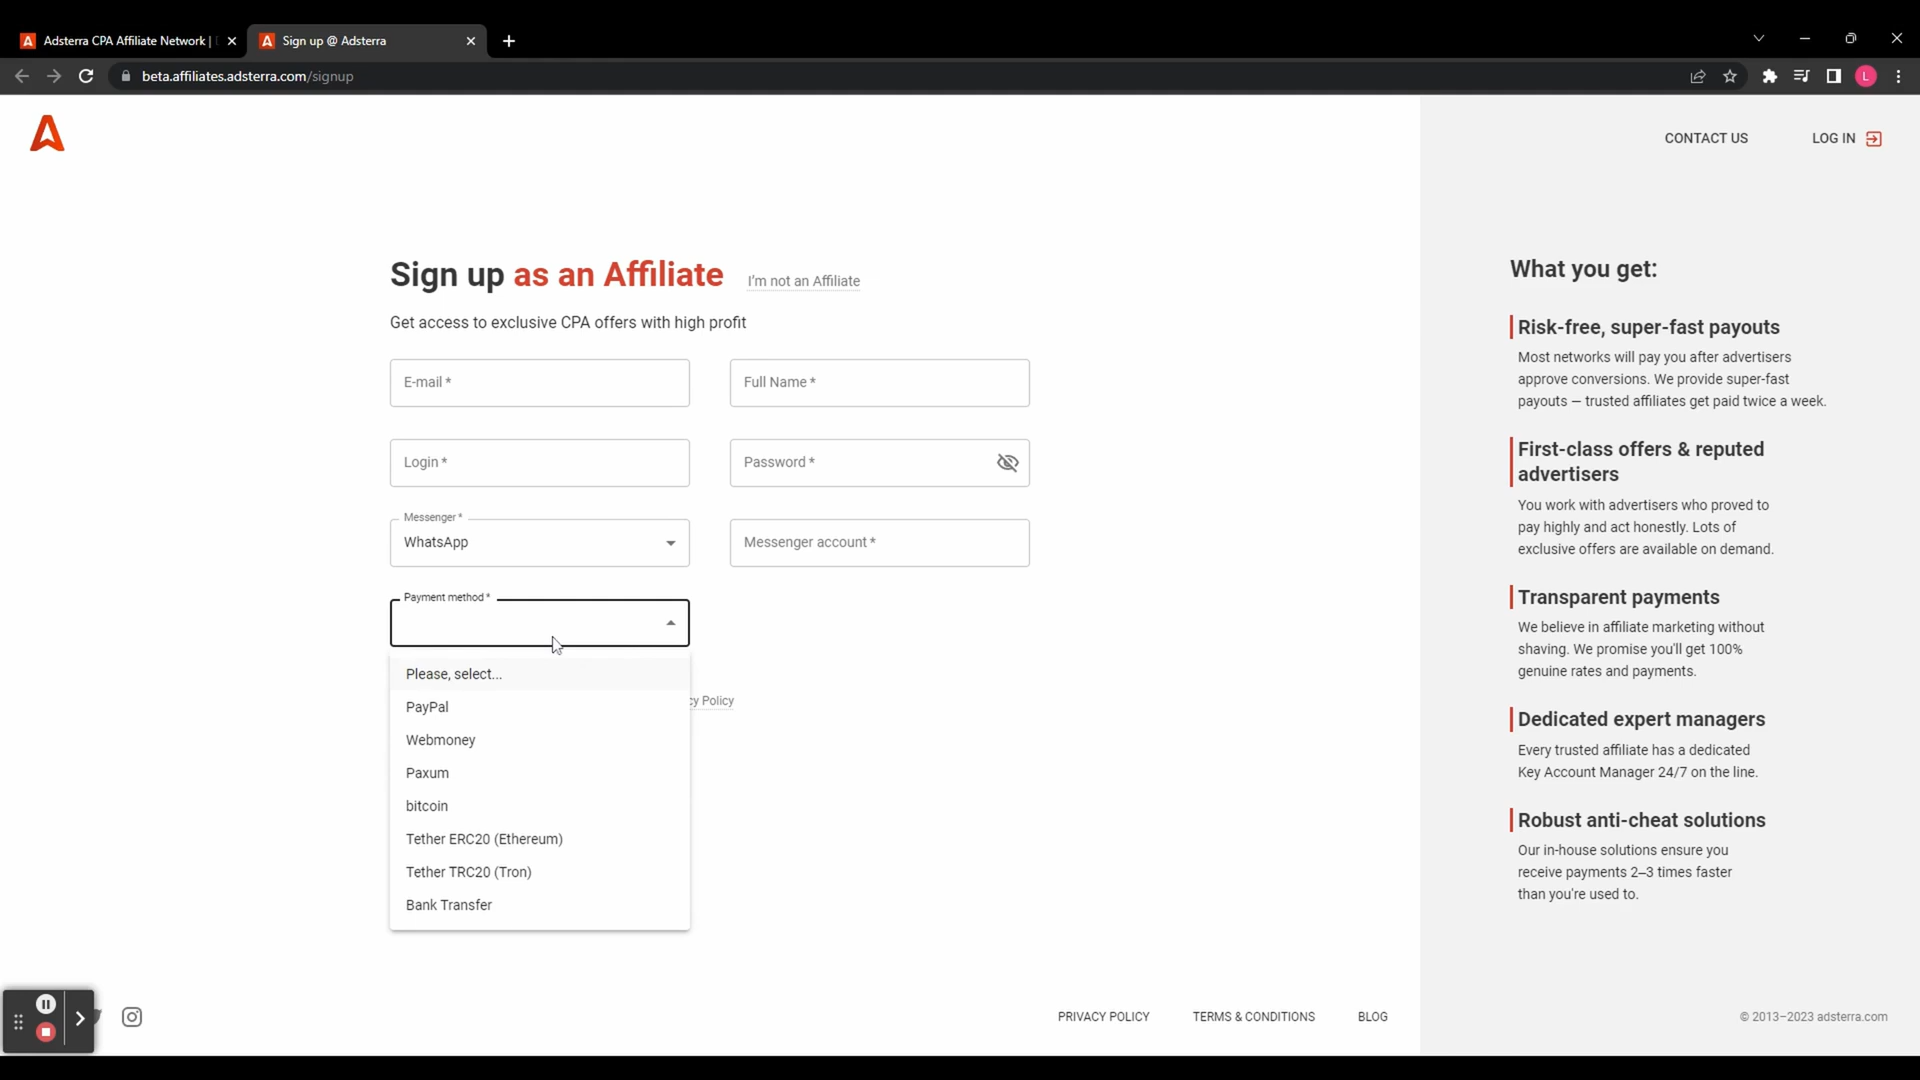 Adsterra CPA Affiliate Network |
Sign up @ Adsterra
beta.affiliates.adsterra.com/signup
L
CONTACT US
LOG IN
Sign up as an Affiliate
I'm not an Affiliate
Get access to exclusive CPA offers with high profit
E-mail *
Full Name *
Login *
Password *
Messenger *
WhatsApp
Messenger account *
Payment method *
Please, select...
PayPal
Webmoney
Paxum
bitcoin
Tether ERC20 (Ethereum)
Tether TRC20 (Tron)
Bank Transfer
cy Policy
What you get:
Risk-free, super-fast payouts
Most networks will pay you after advertisers
approve conversions. We provide super-fast
payouts — trusted affiliates get paid twice a week.
First-class offers & reputed
advertisers
You work with advertisers who proved to
pay highly and act honestly. Lots of
exclusive offers are available on demand.
Transparent payments
We believe in affiliate marketing without
shaving. We promise you'll get 100%
genuine rates and payments.
Dedicated expert managers
Every trusted affiliate has a dedicated
Key Account Manager 24/7 on the line.
Robust anti-cheat solutions
Our in-house solutions ensure you
receive payments 2–3 times faster
than you're used to.
PRIVACY POLICY
TERMS & CONDITIONS
BLOG
© 2013–2023 adsterra.com